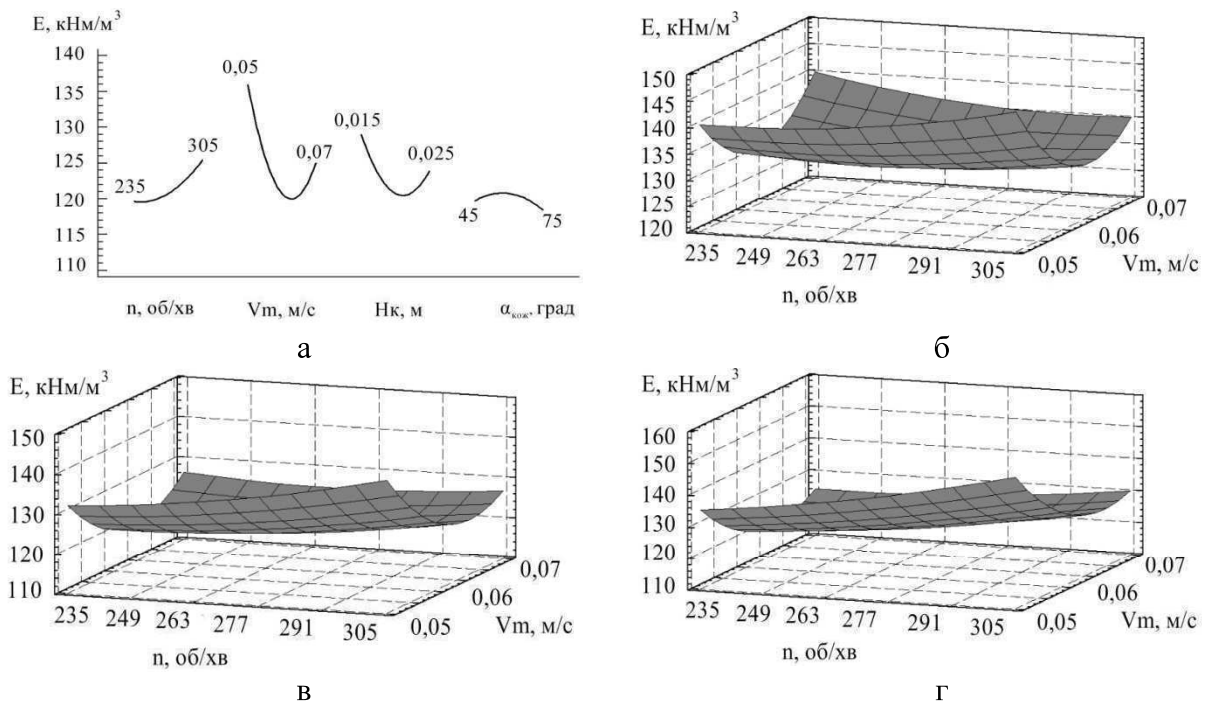 E, кНм/м³
140
135
130
125
120
115
110
235
305
0,05
0,07
0,015
0,025
45
75
n, об/хв
Vm, м/с
Нк, м
α кож, град
а
E, кНм/м³
150
145
140
135
130
125
120
235 249 263 277 291 305
0,05
0,06
0,07
Vm, м/с
n, об/хв
б
E, кНм/м³
150
140
130
120
110
235 249 263 277 291 305
0,05
0,06
0,07
Vm, м/с
n, об/хв
в
E, кНм/м³
160
150
140
130
120
110
235 249 263 277 291 305
0,05
0,06
0,07
Vm, м/с
n, об/хв
г